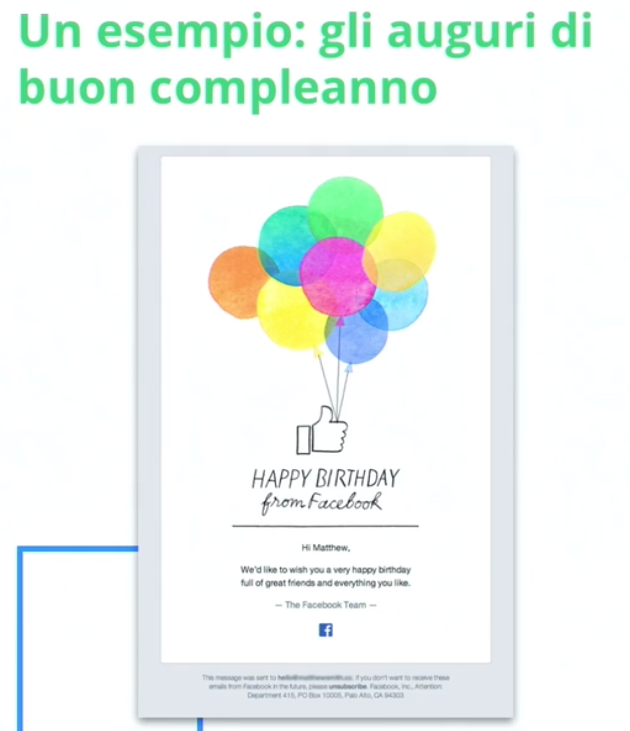 Un esempio: gli auguri di
buon compleanno
HAPPY BIRTHDAY
from Facebook
Hi Matthew,
We'd like to wish you a very happy birthday
full of great friends and everything you like.
— The Facebook Team —
This message was sent to If you don't want to receive these
emails from Facebook in the future, please unsubscribe. Facebook, Inc., Attention:
Department 415, PO Box 10005, Palo Alto, CA 94303